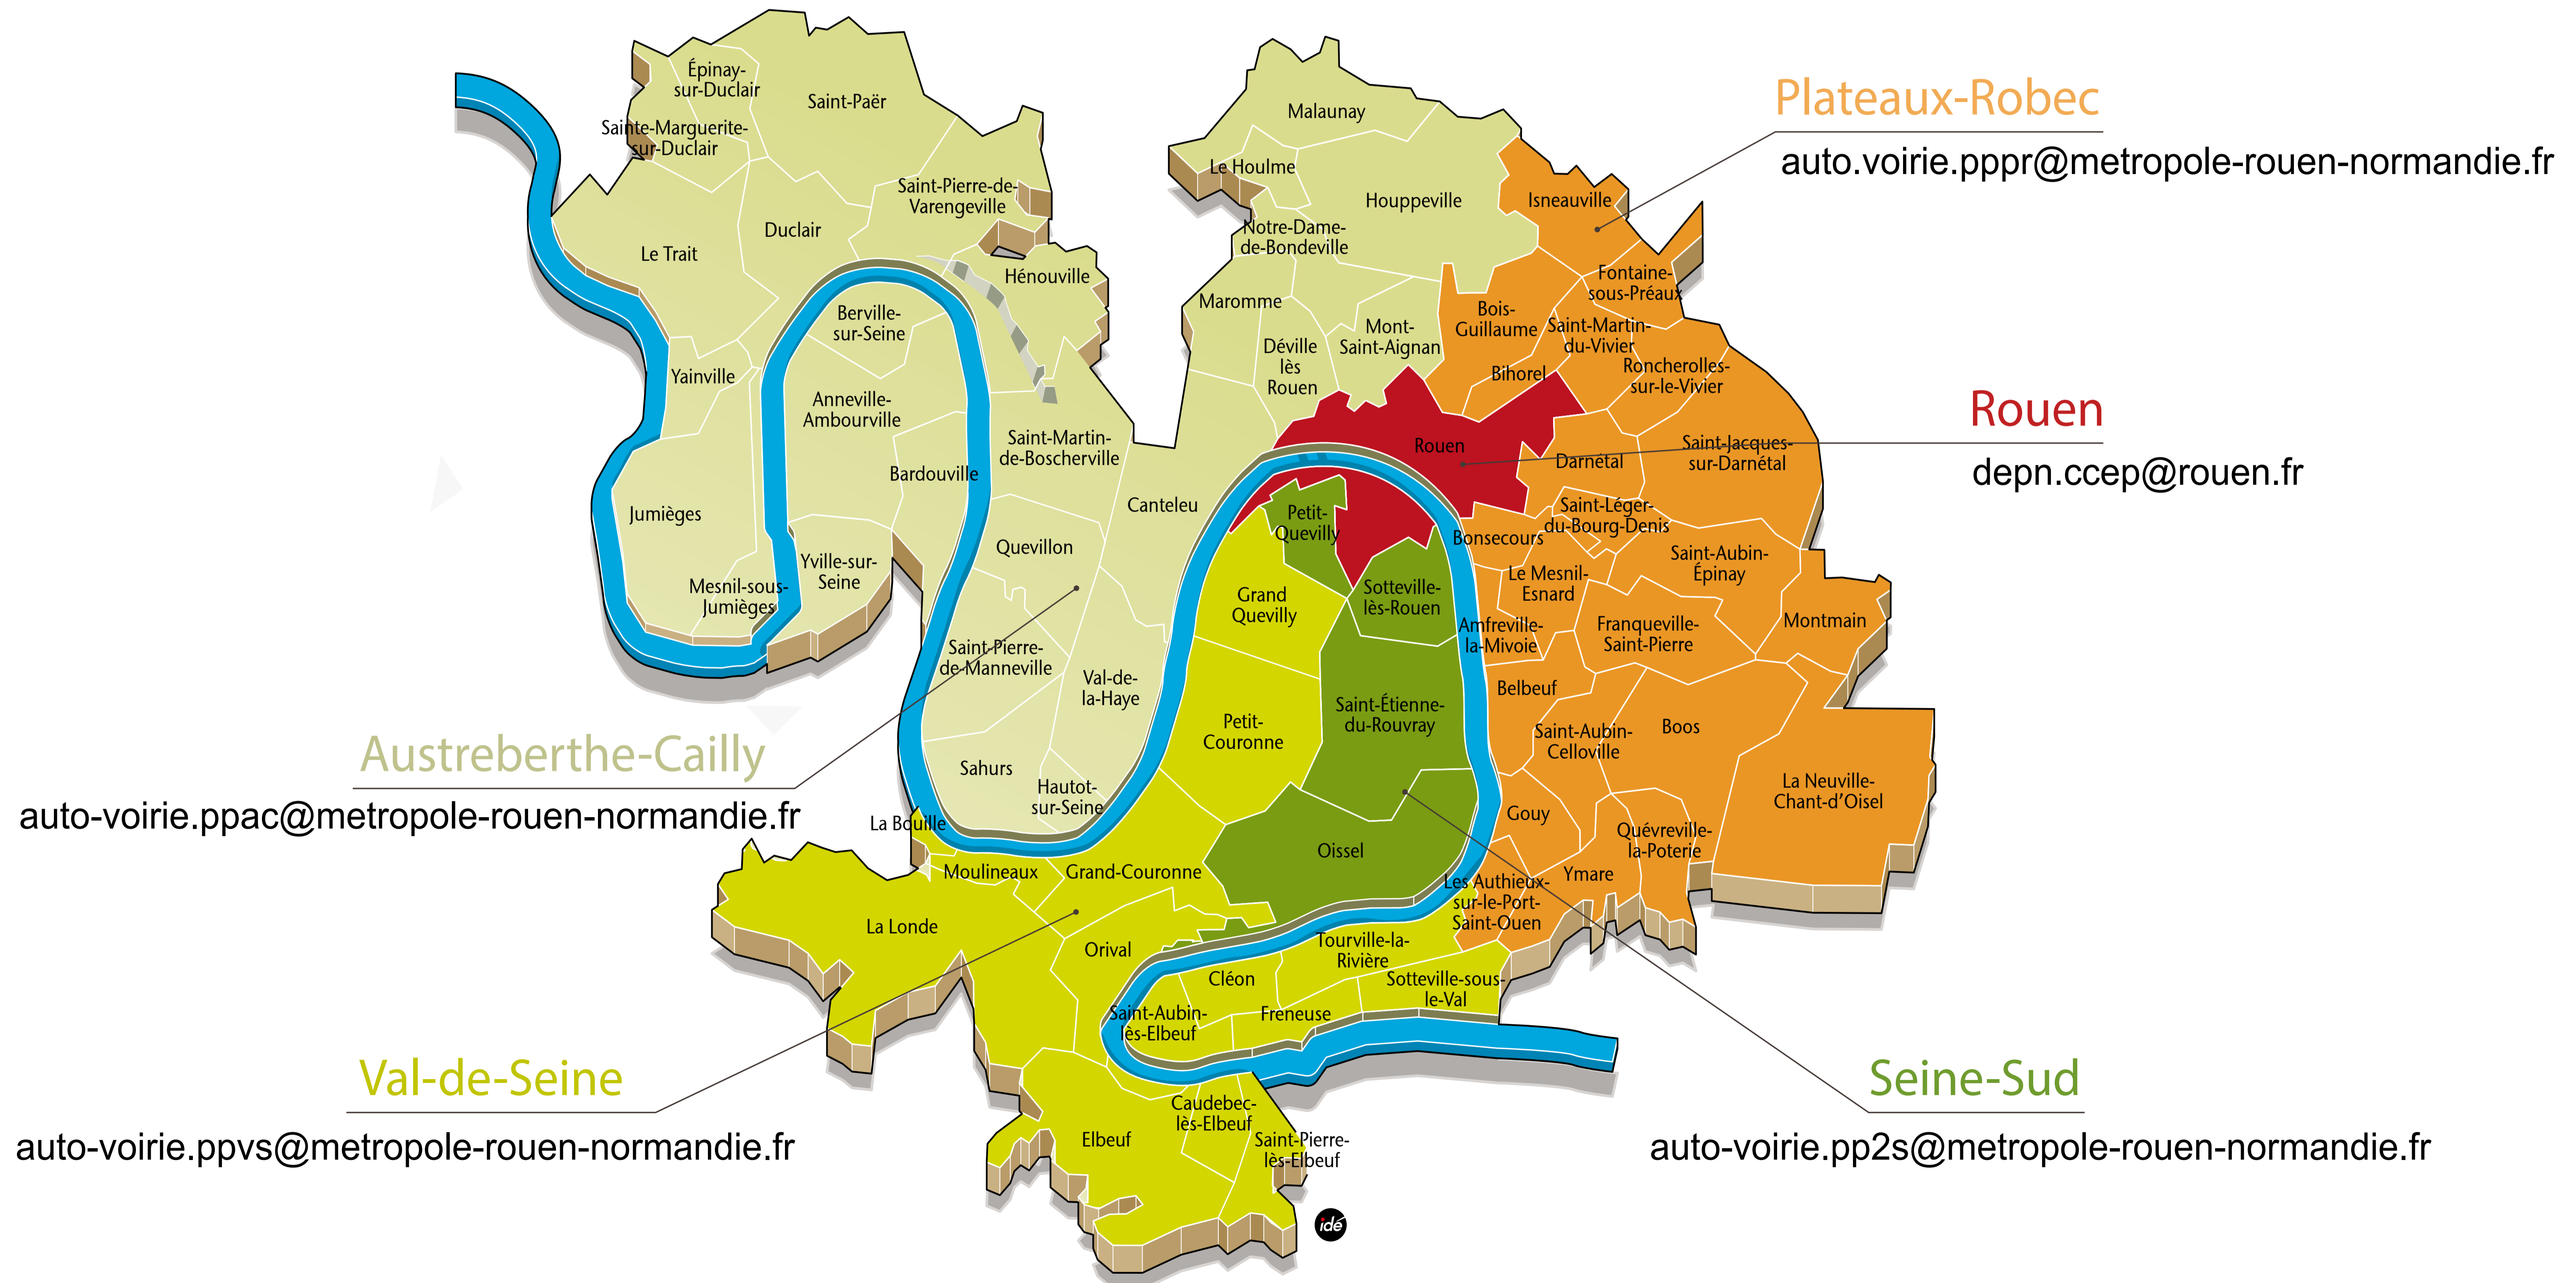 Épinay-
sur-Duclair
Saint-Paër
Sainte-Marguerite-
sur-Duclair
Saint-Pierre-de-
Varengeville
Duclair
Le Trait
Hénouville
Berville-
sur-Seine
Yainville
Anneville-
Ambourville
Bardouville
Saint-Martin-
de-Boscherville
Canteleu
Jumièges
Quevillon
Yville-sur-
Seine
Mesnil-sous-
Jumièges
Saint-Pierre-
de-Manneville
Val-de-
la-Haye
Sahurs
Hautot-
sur-Seine
Malaunay
Le Houlme
Houppeville
Notre-Dame-
de-Bondeville
Maromme
Mont-
Saint-Aignan
Déville
lès
Rouen
Isneauville
Fontaine-
sous-Préaux
Bois-
Guillaume
Saint-Martin-
du-Vivier
Roncherolles-
sur-le-Vivier
Bihorel
Rouen
Darnétal
Saint-Jacques-
sur-Darnétal
Saint-Léger-
du-Bourg-Denis
Bonsecours
Saint-Aubin-
Épinay
Le Mesnil-
Esnard
Montmain
Franqueville-
Saint-Pierre
Amfreville-
la-Mivoie
Belbeuf
Boos
Saint-Aubin-
Celloville
La Neuville-
Chant-d’Oisel
Gouy
Quévreville-
la-Poterie
Ymare
Les Authieux-
sur-le-Port-
Saint-Ouen
Petit-
Quevilly
Grand
Quevilly
Sotteville-
lès-Rouen
Petit-
Couronne
Saint-Étienne-
du-Rouvray
Oissel
La Bouille
Moulineaux
Grand-Couronne
La Londe
Orival
Tourville-la-
Rivière
Cléon
Sotteville-sous-
le-Val
Freneuse
Saint-Aubin-
lès-Elbeuf
Caudebec-
lès-Elbeuf
Elbeuf
Saint-Pierre-
lès-Elbeuf
Plateaux-Robec
auto.voirie.pppr@metropole-rouen-normandie.fr
Rouen
depn.ccep@rouen.fr
Austreberthe-Cailly
auto-voirie.ppac@metropole-rouen-normandie.fr
Val-de-Seine
auto-voirie.ppvs@metropole-rouen-normandie.fr
Seine-Sud
auto-voirie.pp2s@metropole-rouen-normandie.fr
idé